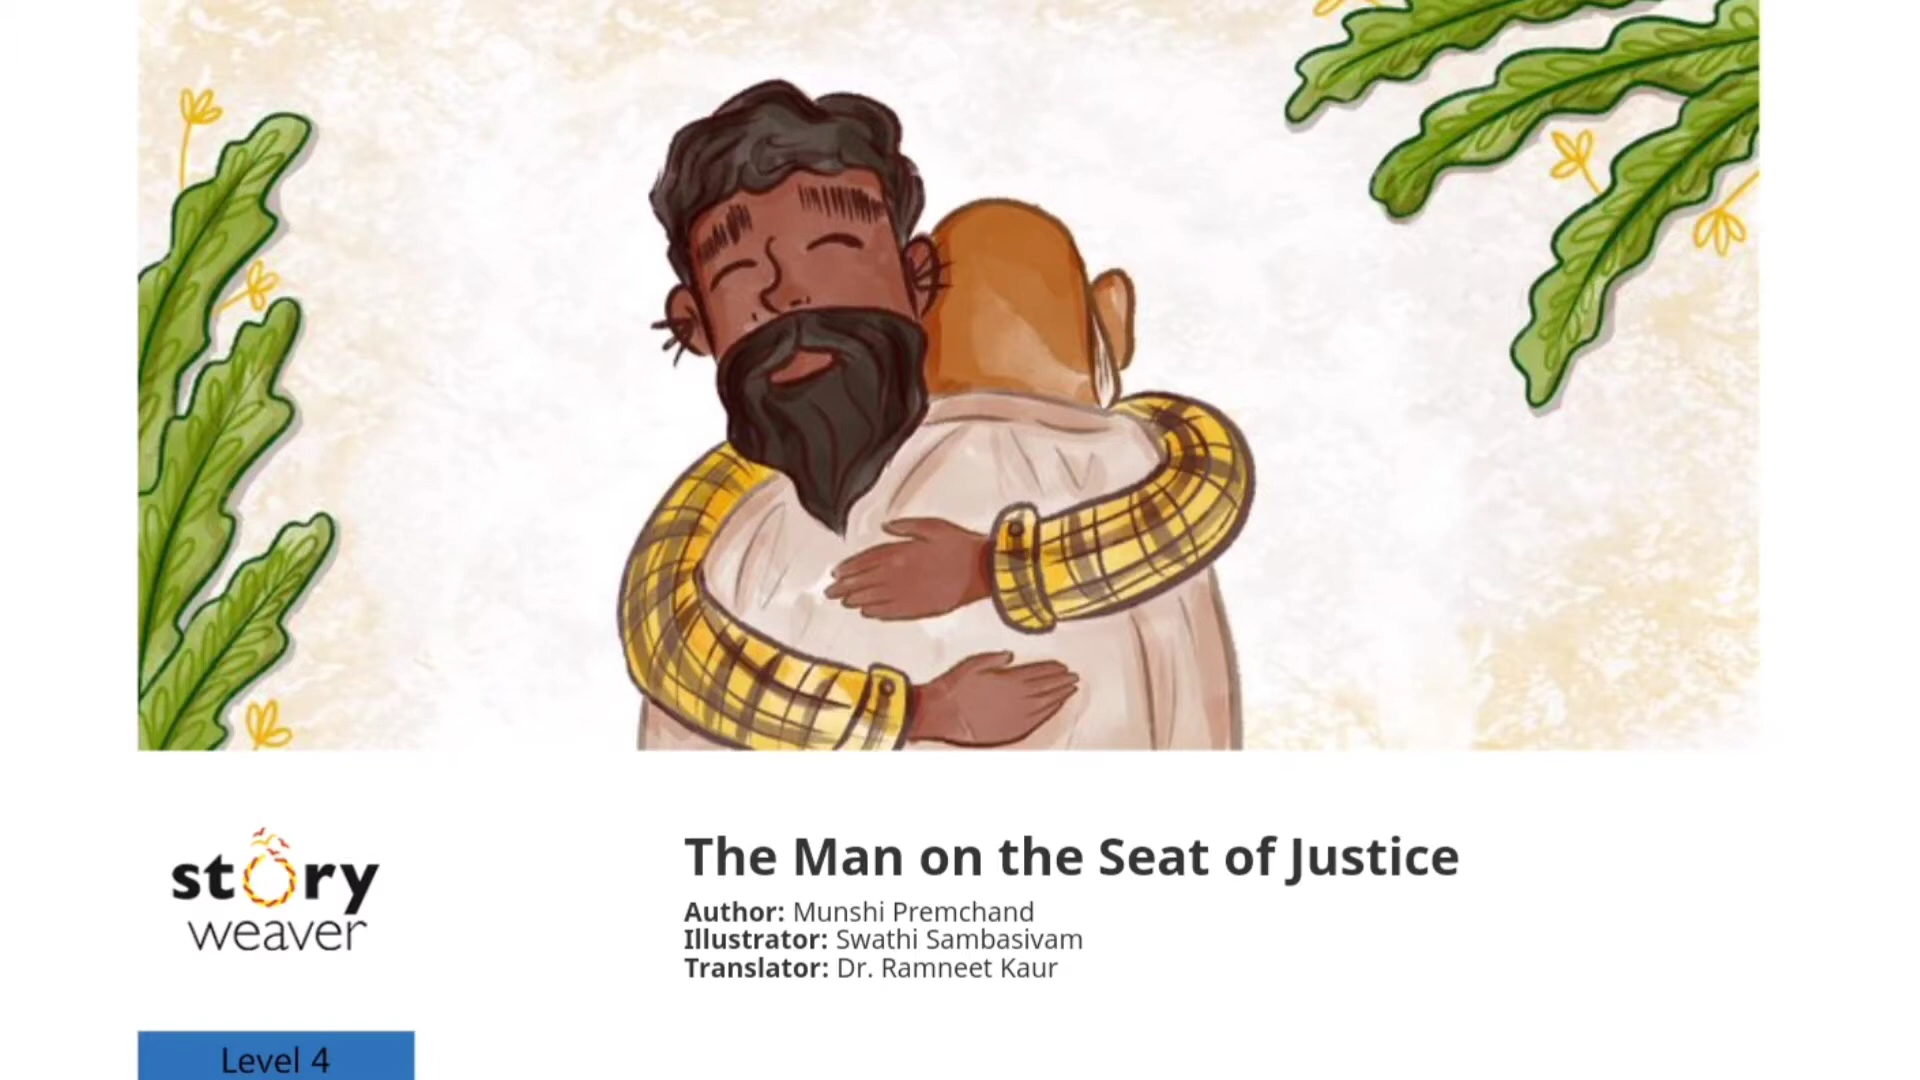 story
weaver
The Man on the Seat of Justice
Author: Munshi Premchand
Illustrator: Swathi Sambasivam
Translator: Dr. Ramneet Kaur
Level 4